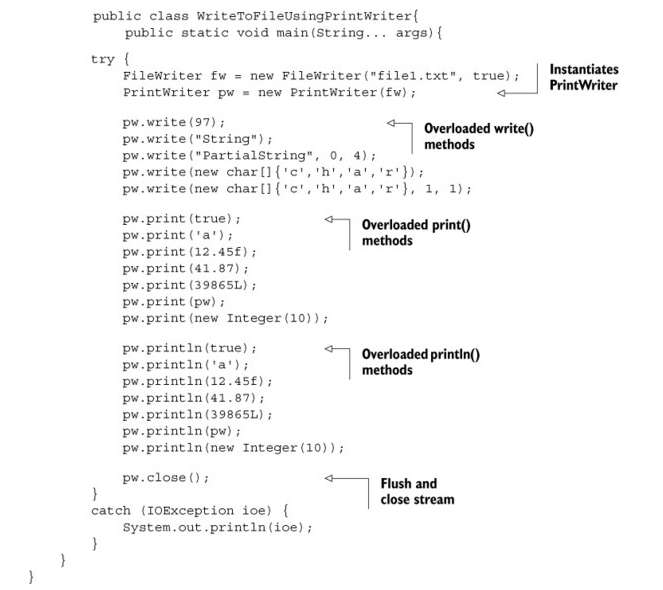 public class WriteToFileUsingPrintWriter{
public static void main(String... args){
try {
FileWriter fw = new FileWriter("file1.txt", true);
PrintWriter pw = new PrintWriter(fw);
Instantiates
PrintWriter
pw.write(97);
pw.write("String");
pw.write("PartialString", 0, 4);
pw.write(new char[]{'c','h','a','r'});
pw.write(new char[]{'c','h','a','r'}, 1, 1);
Overloaded write()
methods
pw.print(true);
pw.print('a');
pw.print(12.45f);
pw.print(41.87);
pw.print(39865L);
pw.print(pw);
pw.print(new Integer(10));
Overloaded print()
methods
pw.println(true);
pw.println('a');
pw.println(12.45f);
pw.println(41.87);
pw.println(39865L);
pw.println(pw);
pw.println(new Integer(10));
Overloaded println()
methods
pw.close();
Flush and
close stream
}
catch (IOException ioe) {
System.out.println(ioe);
}
}
}